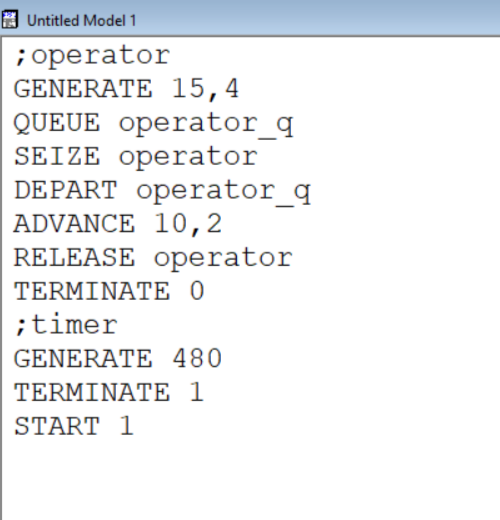 Untitled Model 1
;operator
GENERATE 15,4
QUEUE operator_q
SEIZE operator
DEPART operator_q
ADVANCE 10,2
RELEASE operator
TERMINATE 0
;timer
GENERATE 480
TERMINATE 1
START 1